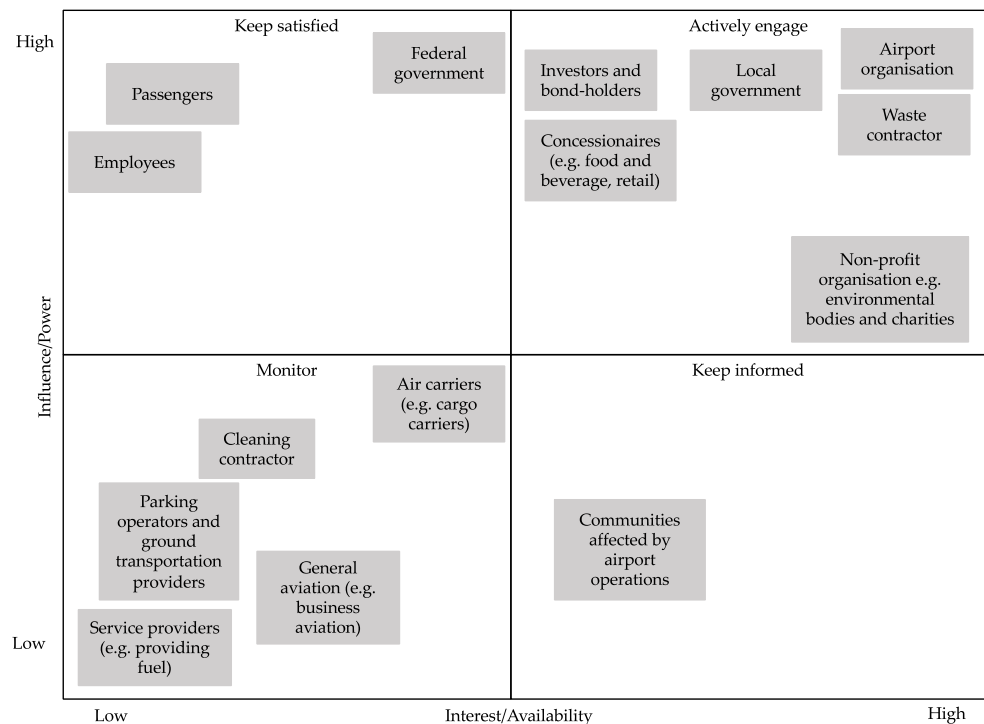 Keep satisfied
Actively engage
High
Federal
government
Passengers
Employees
Investors and
bond-holders
Local
government
Airport
organisation
Waste
contractor
Concessionaires
(e.g. food and
beverage, retail)
Non-profit
organisation e.g.
environmental
bodies and charities
Influence/Power
Monitor
Keep informed
Air carriers
(e.g. cargo
carriers)
Cleaning
contractor
Parking
operators and
ground
transportation
providers
General
aviation (e.g.
business
aviation)
Service providers
(e.g. providing
fuel)
Communities
affected by
airport
operations
Low
Low
Interest/Availability
High